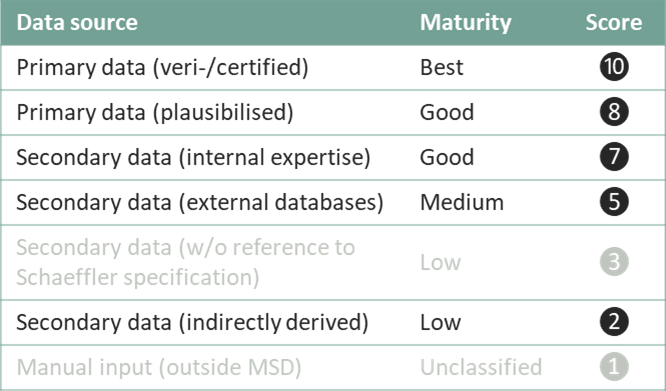 Data source Maturity Score
Primary data (veri-/certified) Best 10
Primary data (plausibilised) Good 8
Secondary data (internal expertise) Good 7
Secondary data (external databases) Medium 5
Secondary data (w/o reference to
Schaeffler specification) Low 3
Secondary data (indirectly derived) Low 2
Manual input (outside MSD) Unclassified 1